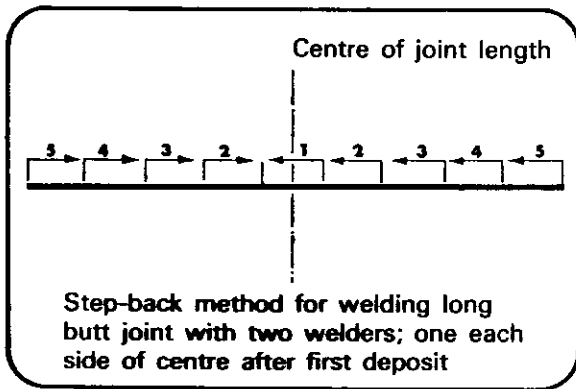 Centre of joint length
5 4 3 2 1 2 3 4 5
Step-back method for welding long
butt joint with two welders; one each
side of centre after first deposit